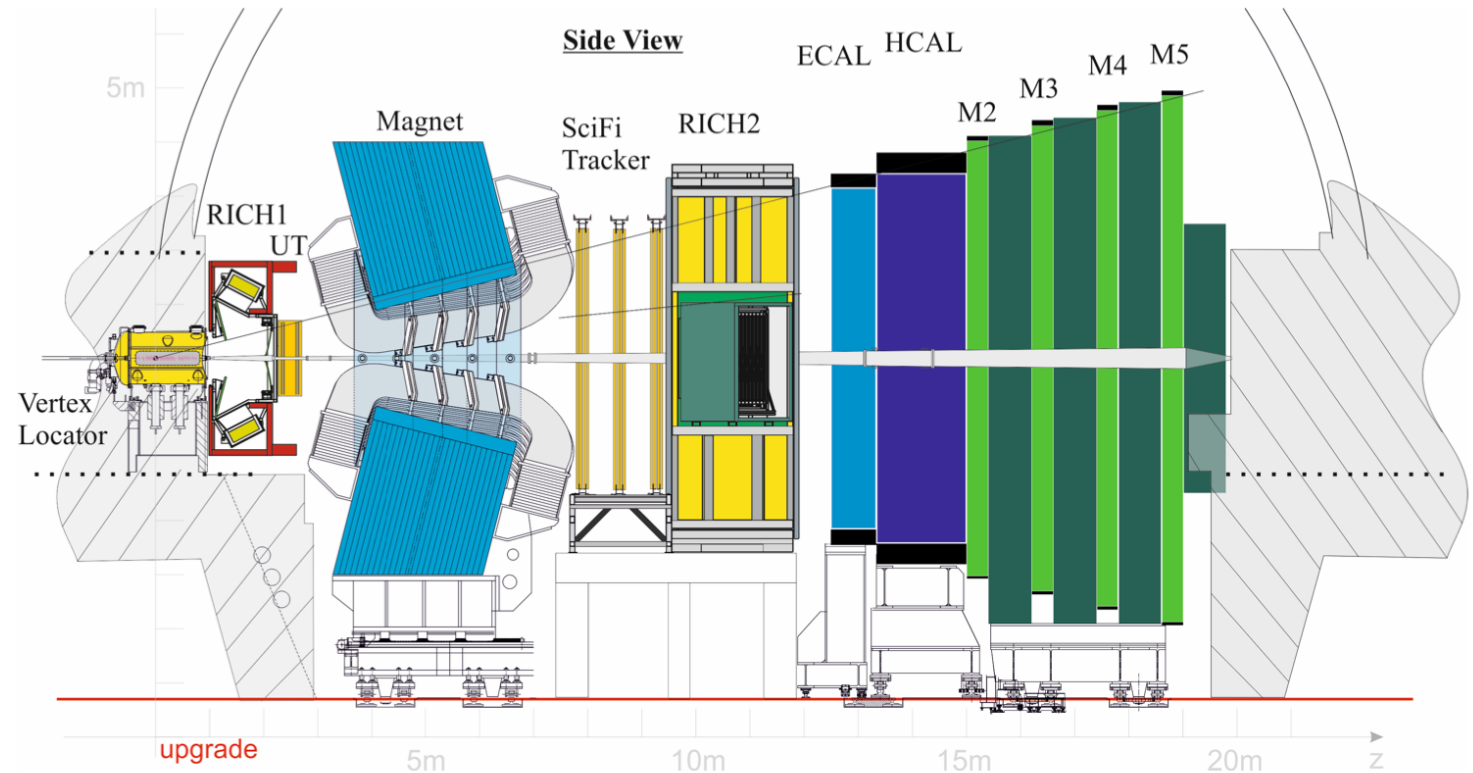 Side View
5m
ECAL
HCAL
M5
M4
M3
M2
Magnet
SciFi
Tracker
RICH2
RICH1
UT
Vertex
Locator
upgrade
5m
10m
15m
20m
z